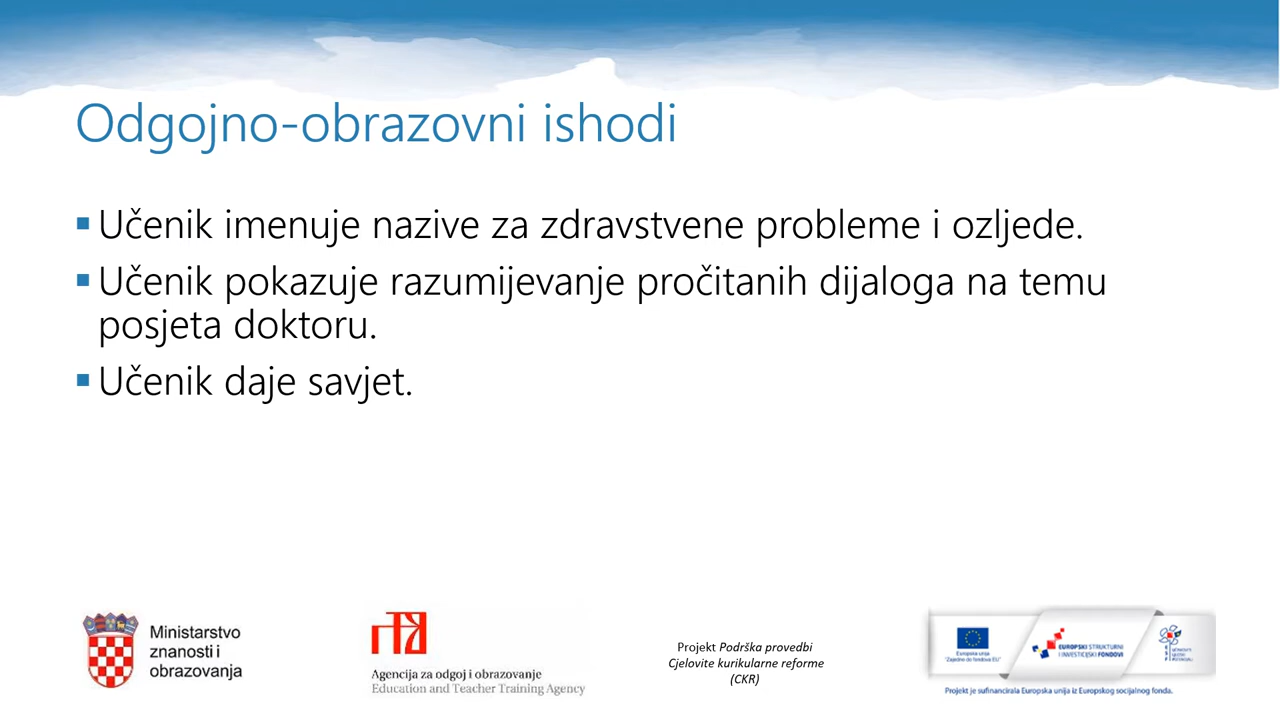 Odgojno-obrazovni ishodi
▪ Učenik imenuje nazive za zdravstvene probleme i ozljede.
▪ Učenik pokazuje razumijevanje pročitanih dijaloga na temu
posjeta doktoru.
▪ Učenik daje savjet.
Ministarstvo
znanosti i
obrazovanja
Agencija za odgoj i obrazovanje
Education and Teacher Training Agency
Projekt Podrška provedbi
Cjelovite kurikularne reforme
(CKR)
Europska unija
"Zajedno do fondova EU"
EUROPSKI STRUKTURNI
I INVESTICIJSKI FONDOVI
Projekt je sufinancirala Europska unija iz Europskog socijalnog fonda.